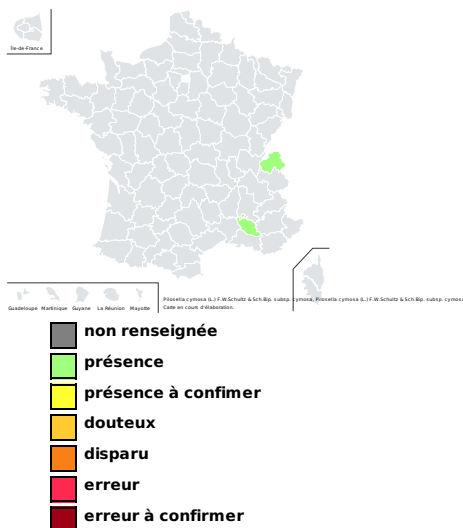 Île-de-France
Guadeloupe Martinique Guyane La Réunion Mayotte
Pilosella cymosa (L.) F.W.Schultz & Sch.Bip. subsp. cymosa, Pilosella cymosa (L.) F.W.Schultz & Sch.Bip. subsp. cymosa
Carte en cours d'élaboration.
non renseignée
présence
présence à confimer
douteux
disparu
erreur
erreur à confirmer